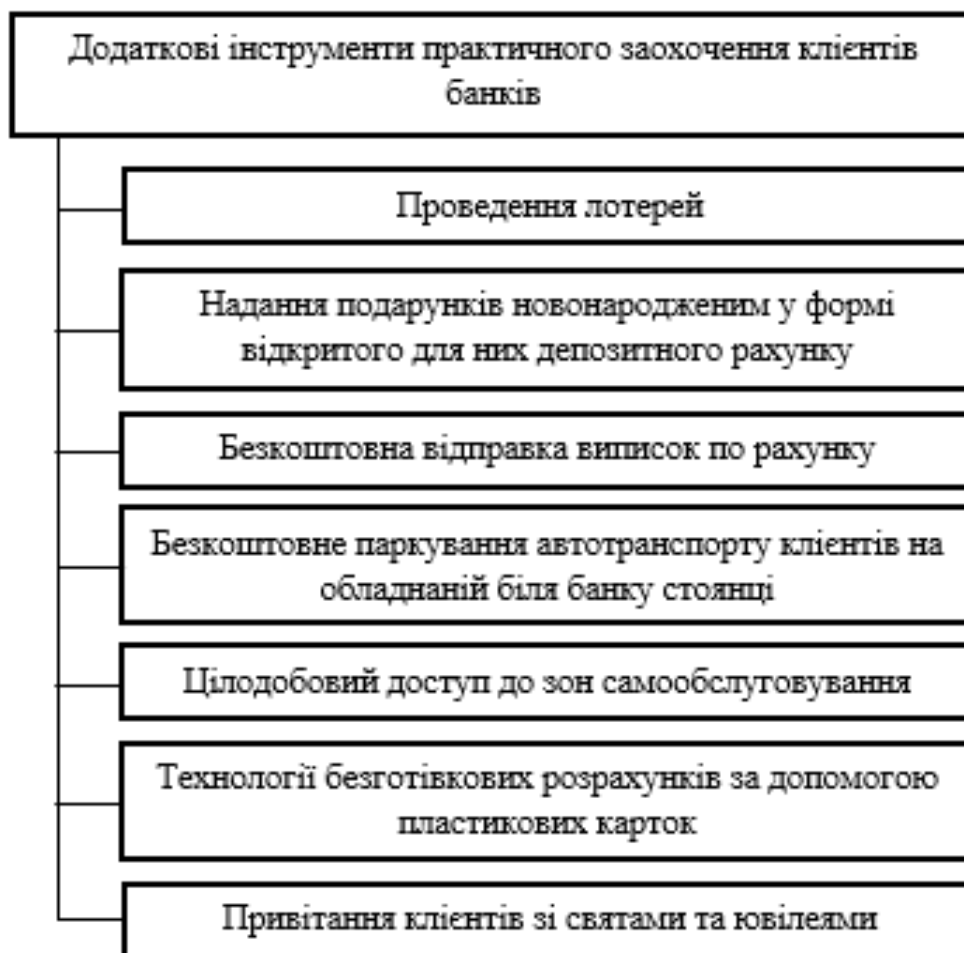 Додаткові інструменти практичного заохочення клієнтів
банків
Проведення лотерей
Надання подарунків новонародженим у формі
відкритого для них депозитного рахунку
Безкоштовна відправка виписок по рахунку
Безкоштовне паркування автотранспорту клієнтів на
обладнаній біля банку стоянці
Цілодобовий доступ до зон самообслуговування
Технології безготівкових розрахунків за допомогою
пластикових карток
Привітання клієнтів зі святами та ювілеями